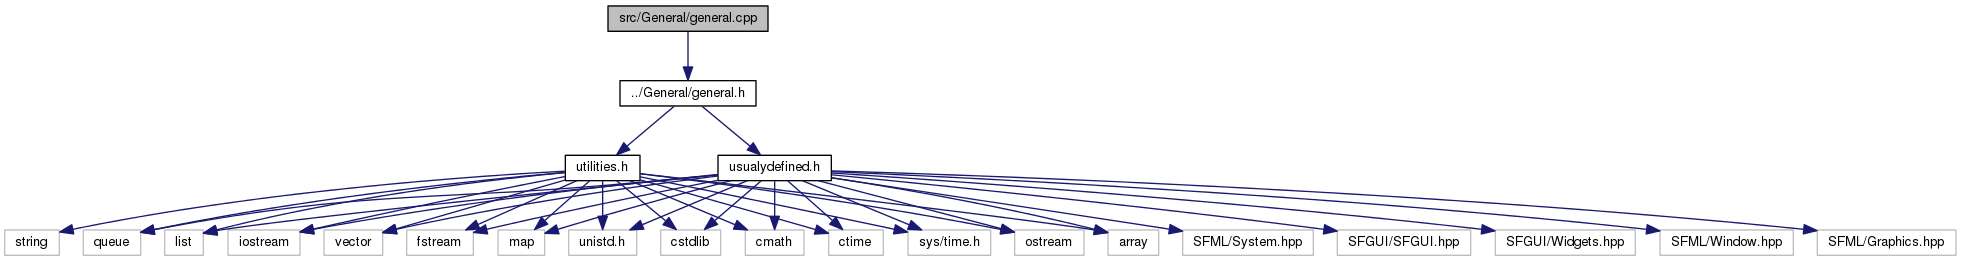 src/General/general.cpp
../General/general.h
utilities.h
usualydefined.h
string
queue
list
iostream
vector
fstream
map
unistd.h
cstdlib
cmath
ctime
sys/time.h
ostream
array
SFML/System.hpp
SFGUI/SFGUI.hpp
SFGUI/Widgets.hpp
SFML/Window.hpp
SFML/Graphics.hpp